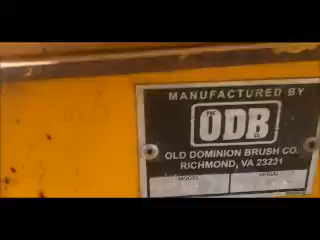 MANUFACTURED BY
THE
ODB
CO.
OLD DOMINION BRUSH CO.
RICHMOND, VA 23231
MODEL
SERIAL